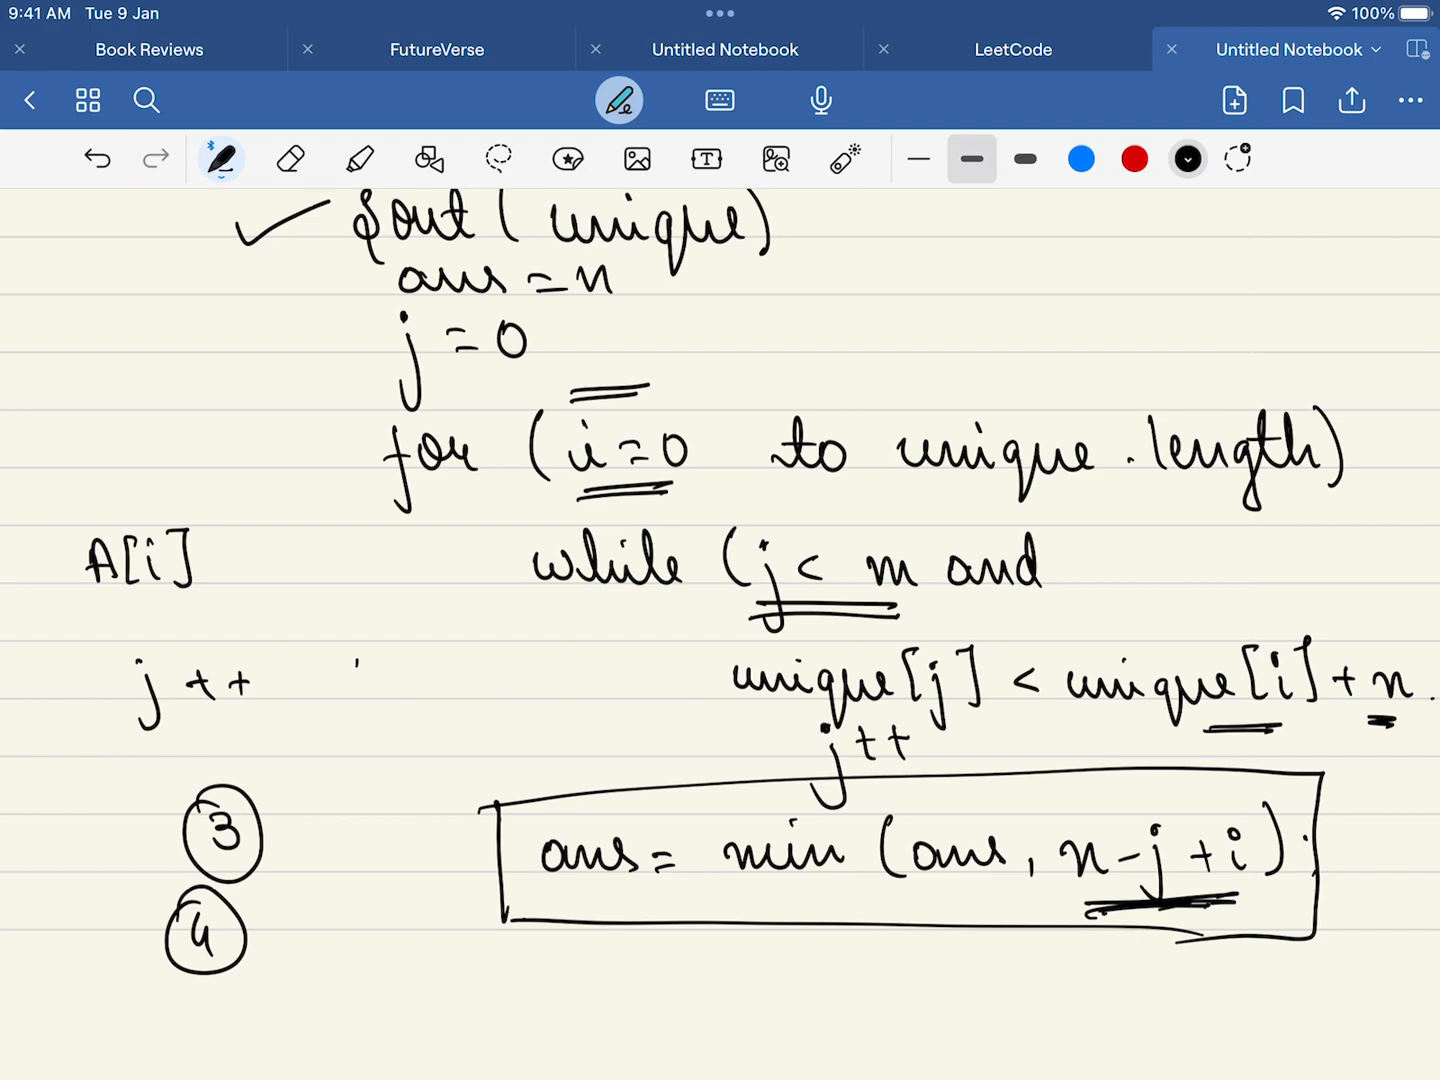 9:41 AM Tue 9 Jan 100%
Book Reviews FutureVerse Untitled Notebook LeetCode Untitled Notebook
sout( unique)
ans = n
j = 0
for ( i = 0 to unique . length)
A[i] while ( j < m and
j ++ unique[j] < unique[i] + n .
j ++
3 ans = min (ans, n - j + i)
4